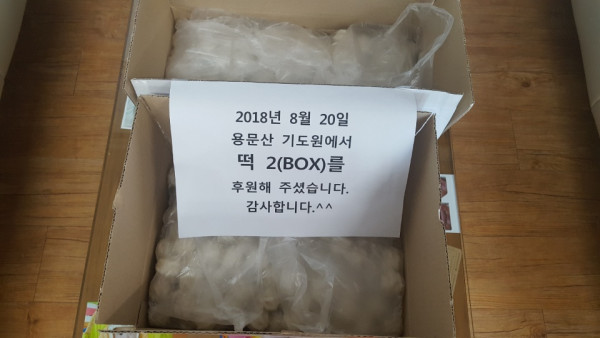 2018년 8월 20일
용문산 기도원에서
떡 2(BOX)를
후원해 주셨습니다.
감사합니다.^^